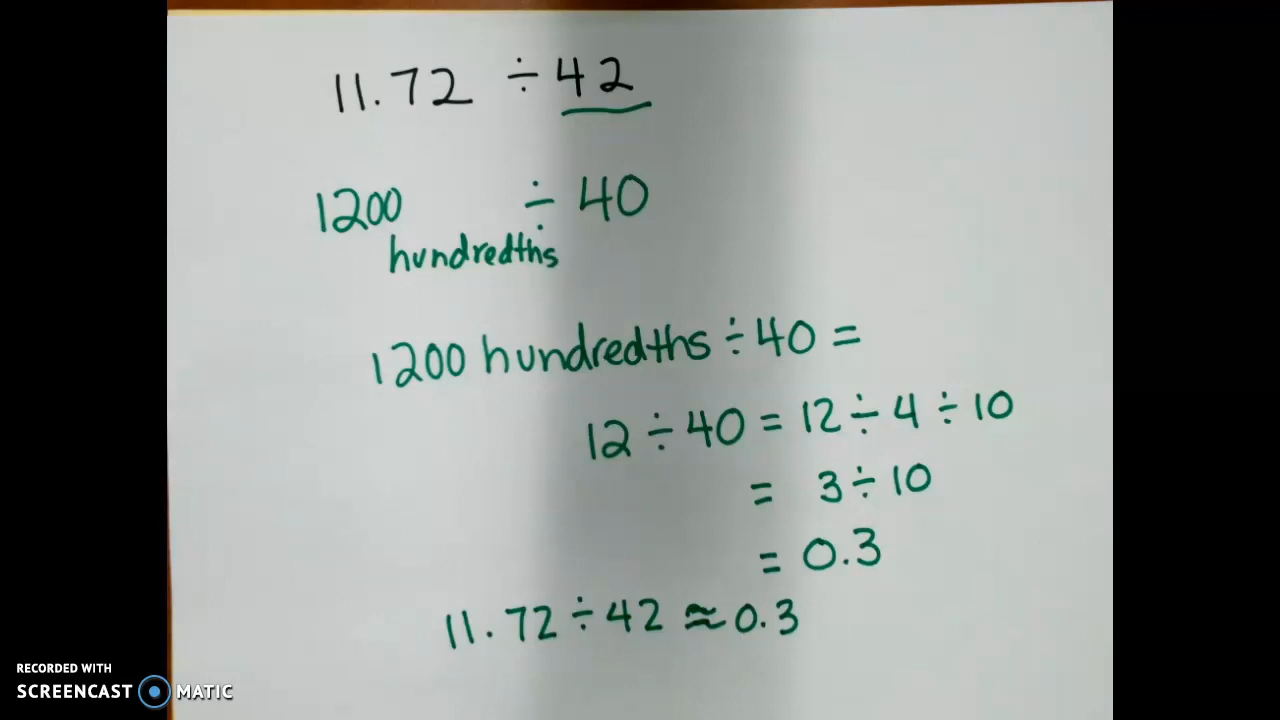 11.72 ÷ 42
1200 ÷ 40
hundredths
1200 hundredths ÷ 40 =
12 ÷ 40 = 12 ÷ 4 ÷ 10
= 3 ÷ 10
= 0.3
11.72 ÷ 42 ≈ 0.3
RECORDED WITH
SCREENCAST MATIC